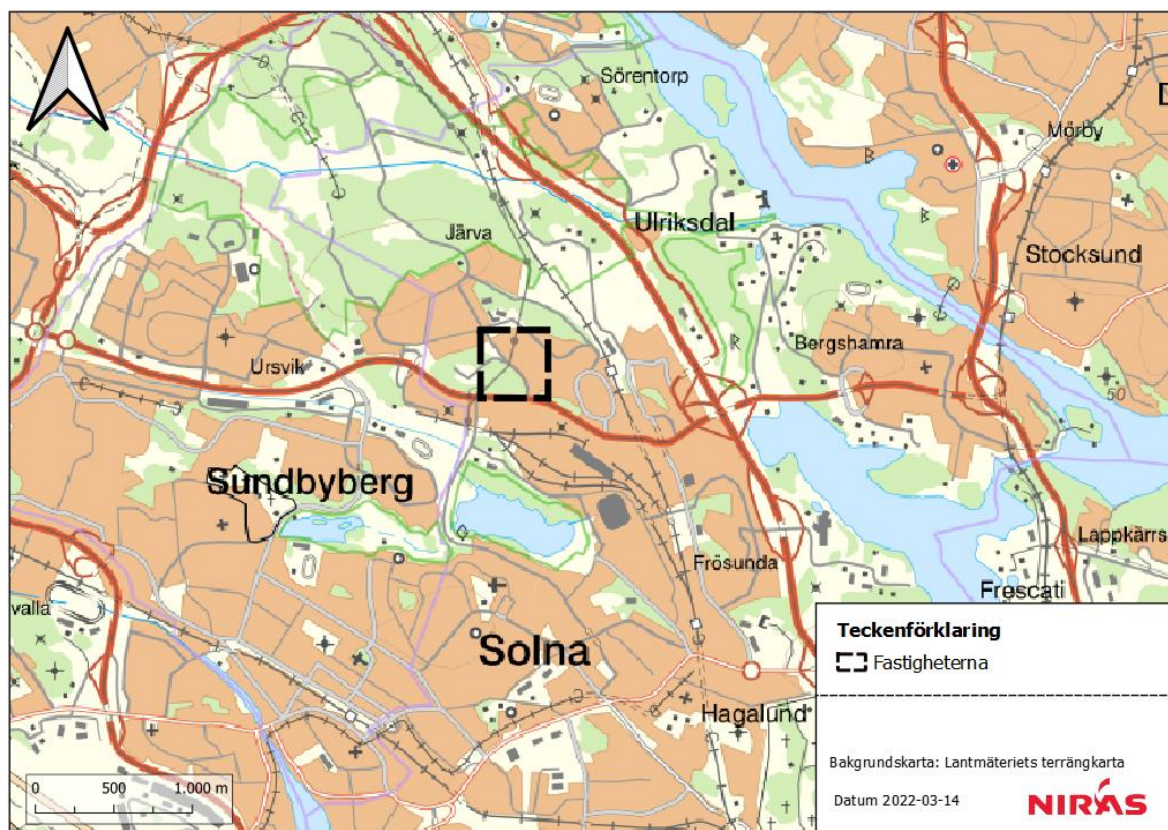 Sörentorp
Mörby
Ulriksdal
Järva
Stocksund
Bergshamra
Ursvik
50
Sundbyberg
Lappkärrs
Frösunda
Frescati
valla
Solna
Hagalund
0 500 1.000 m
Teckenförklaring
Fastigheterna
Bakgrundskarta: Lantmäteriets terrängkarta
Datum 2022-03-14
NIRÁS